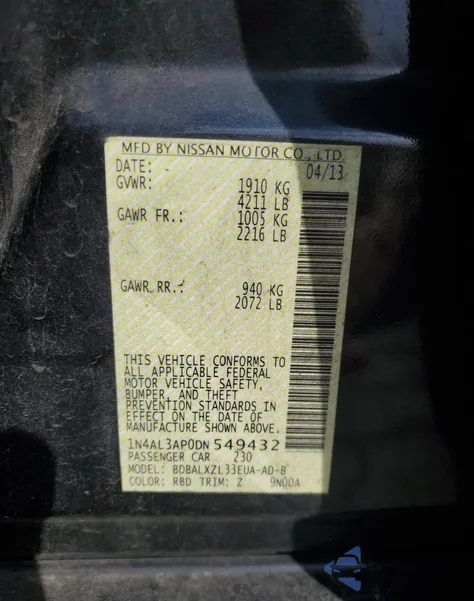 MFD BY NISSAN MOTOR CO., LTD.
DATE: 04/13
GVWR: 1910 KG
4211 LB
GAWR FR.: 1005 KG
2216 LB
GAWR RR.: 940 KG
2072 LB
THIS VEHICLE CONFORMS TO
ALL APPLICABLE FEDERAL
MOTOR VEHICLE SAFETY,
BUMPER, AND THEFT
PREVENTION STANDARDS IN
EFFECT ON THE DATE OF
MANUFACTURE SHOWN ABOVE.
1N4AL3AP0DN549432
PASSENGER CAR 230
MODEL: BDBALXZL33EUA-AD-B
COLOR: RBD TRIM: Z 9N00A